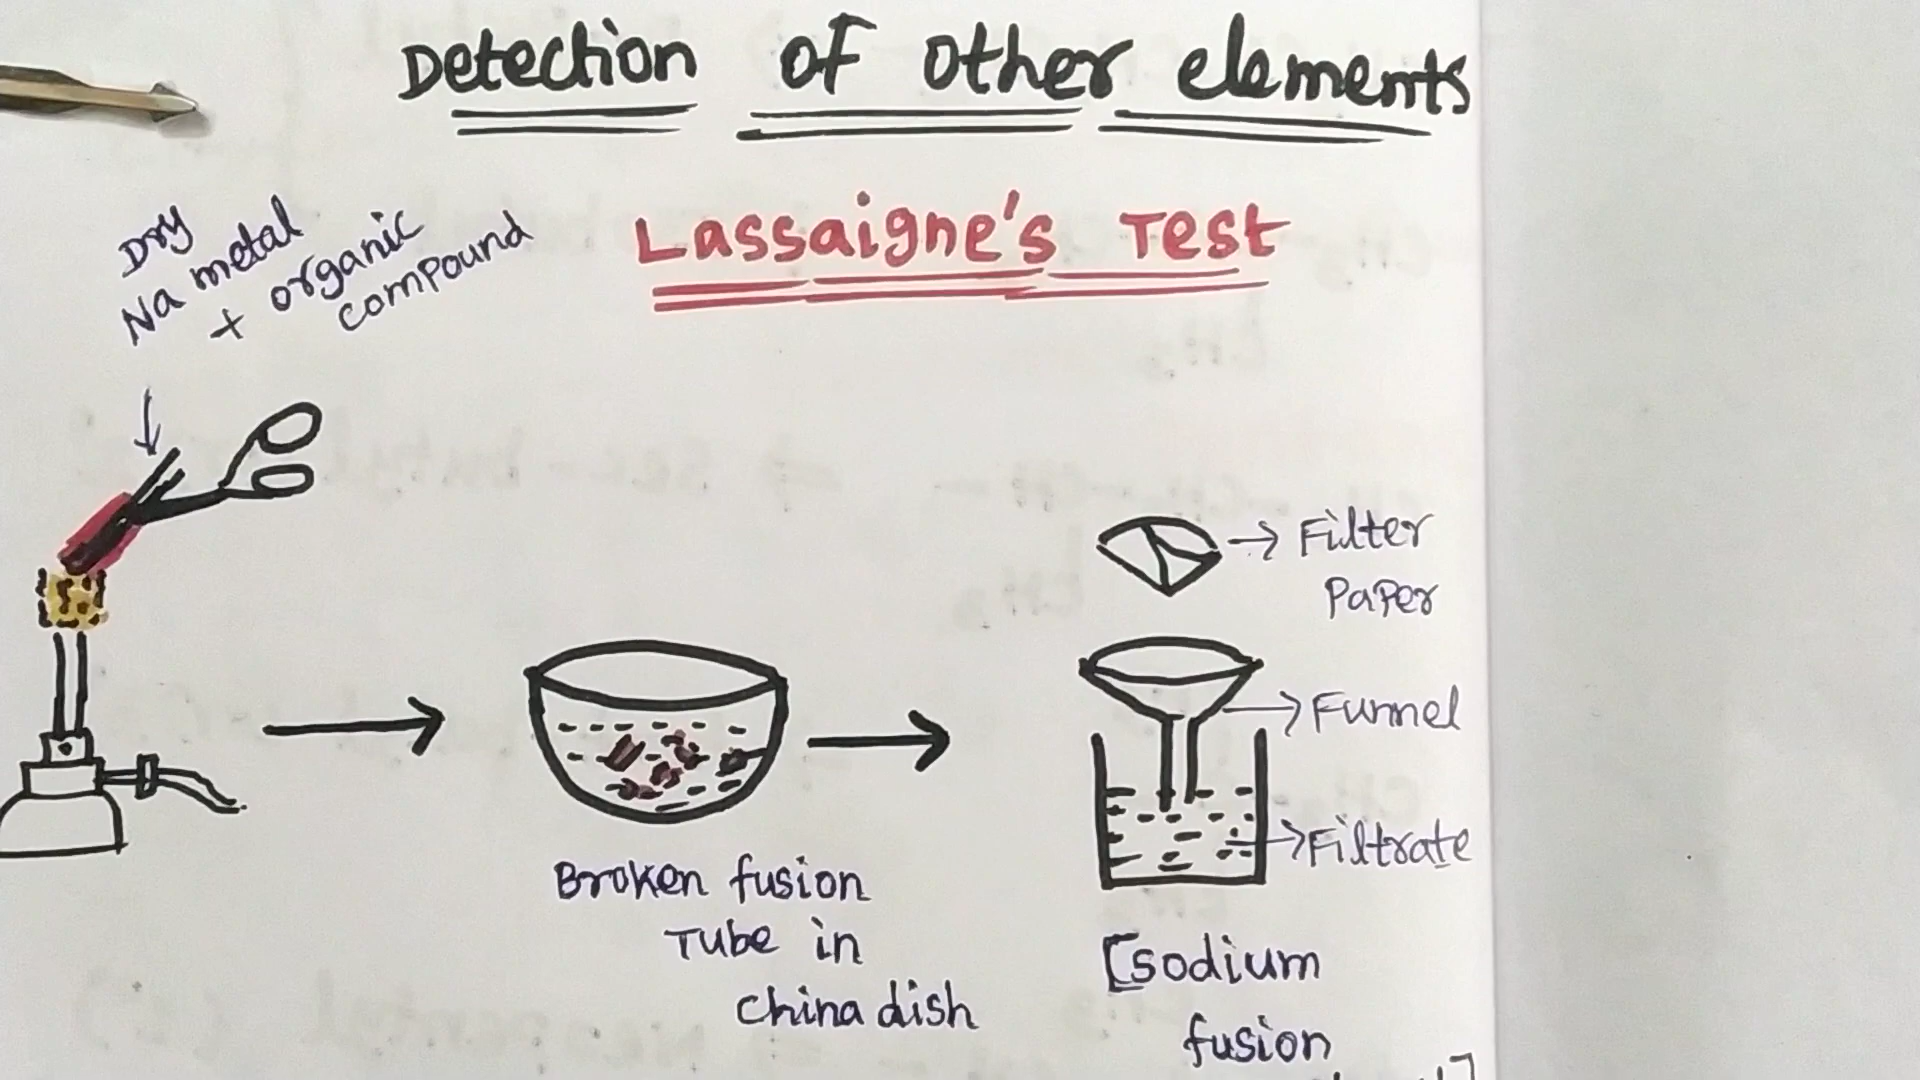 Detection of other elements
Lassaigne's Test
Dry
Na metal
+ organic
compound
Filter
Paper
Funnel
Filtrate
Broken fusion
Tube in
China dish
[sodium
fusion